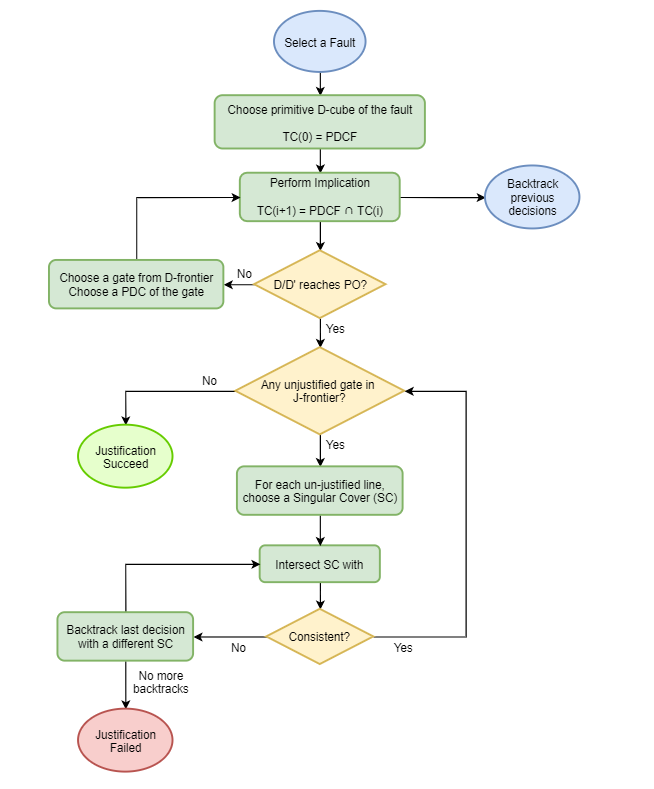 Select a Fault
Choose primitive D-cube of the fault
TC(0) = PDCF
Perform Implication
TC(i+1) = PDCF ∩ TC(i)
Backtrack
previous
decisions
Choose a gate from D-frontier
Choose a PDC of the gate
No
D/D' reaches PO?
Yes
No
Any unjustified gate in
J-frontier?
Justification
Succeed
Yes
For each un-justified line,
choose a Singular Cover (SC)
Intersect SC with
Backtrack last decision
with a different SC
No
Consistent?
Yes
No more
backtracks
Justification
Failed